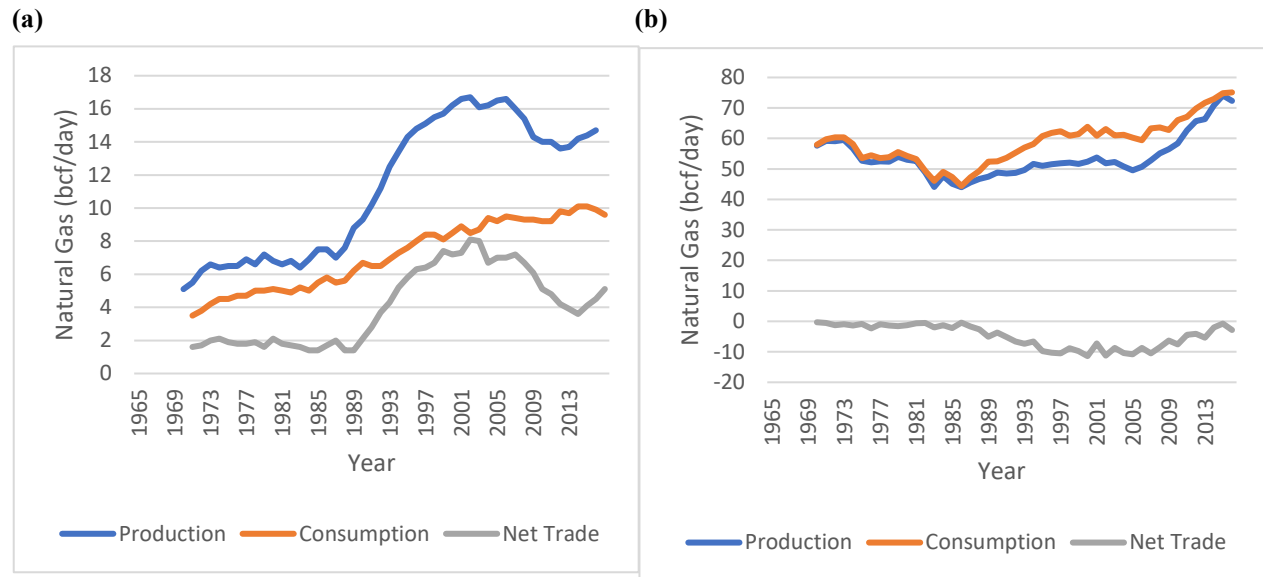 (a)
Natural Gas (bcf/day)
18
16
14
12
10
8
6
4
2
0
1965 1969 1973 1977 1981 1985 1989 1993 1997 2001 2005 2009 2013
Year
Production Consumption Net Trade
(b)
Natural Gas (bcf/day)
80
70
60
50
40
30
20
10
0
-10
-20
1965 1969 1973 1977 1981 1985 1989 1993 1997 2001 2005 2009 2013
Year
Production Consumption Net Trade